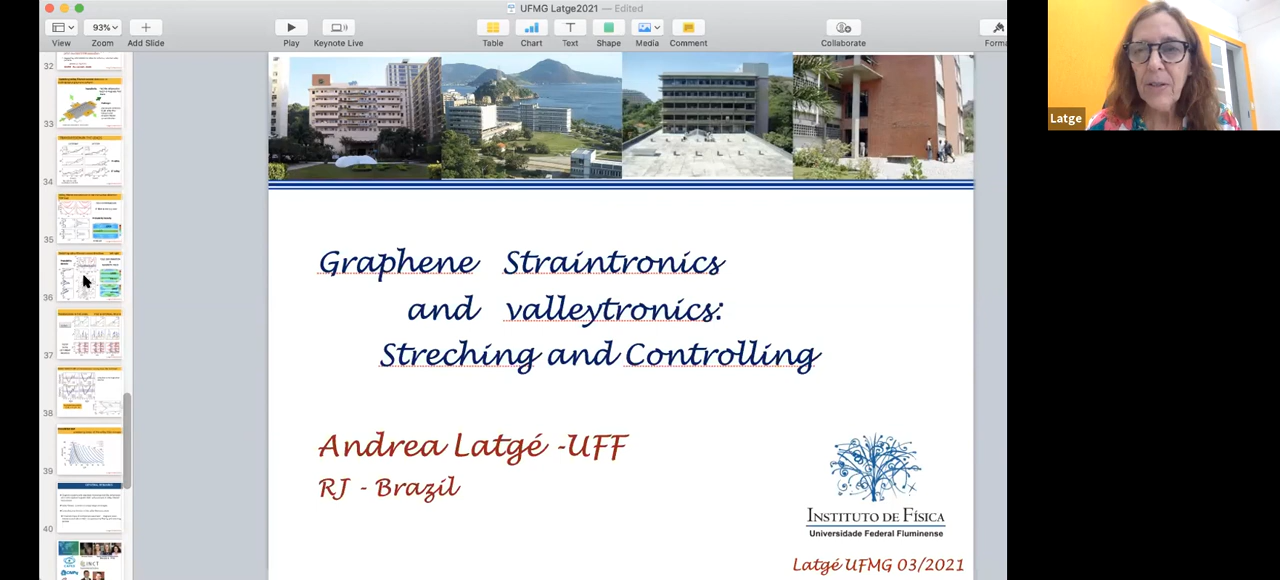 UFMG Latge2021 — Edited
93%
View
Zoom
Add Slide
Play
Keynote Live
Table
Chart
Text
Shape
Media
Comment
Collaborate
Forma
Latge
32
33
34
35
36
37
38
39
40
Graphene Straintronics
and valleytronics:
Streching and Controlling
Andrea Latgé -UFF
RJ - Brazil
INSTITUTO DE FÍSICA
Universidade Federal Fluminense
Latgé UFMG 03/2021